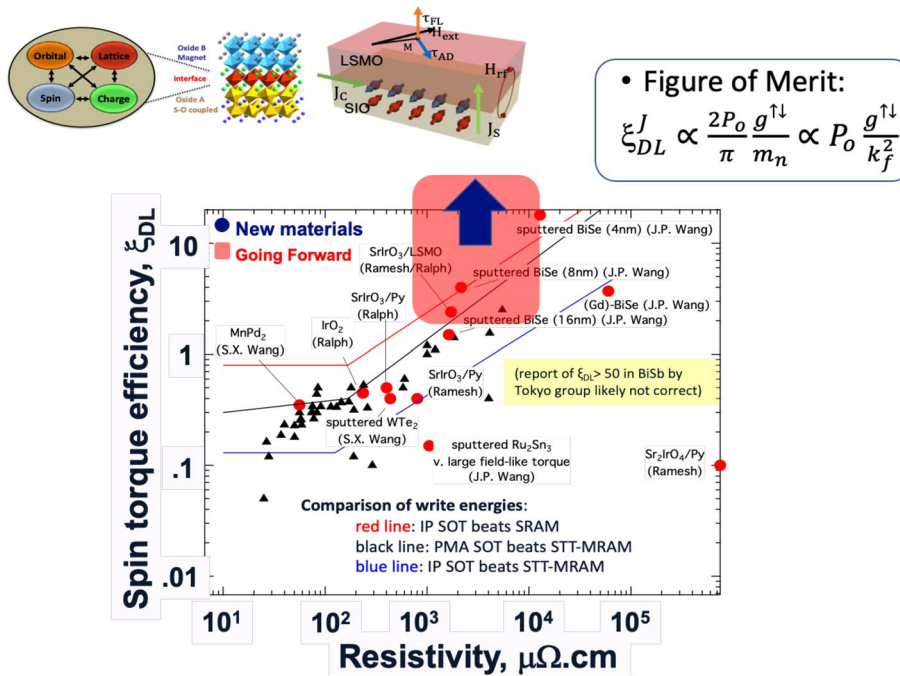 Orbital
Lattice
Spin
Charge
Oxide B
Magnet
Interface
Oxide A
S-O coupled
τFL
Hext
M
τAD
LSMO
Hrf
JC
SIO
JS
• Figure of Merit:
ξ^J_DL ∝ 2Po/π g↑↓/mn ∝ Po g↑↓/kf²
Spin torque efficiency, ξDL
10
1
.1
.01
New materials
Going Forward
sputtered BiSe (4nm) (J.P. Wang)
SrIrO3/LSMO
(Ramesh/Ralph)
sputtered BiSe (8nm) (J.P. Wang)
SrIrO3/Py
(Ralph)
(Gd)-BiSe (J.P. Wang)
sputtered BiSe (16nm) (J.P. Wang)
MnPd2
(S.X. Wang)
IrO2
(Ralph)
SrIrO3/Py
(Ramesh)
(report of ξDL> 50 in BiSb by
Tokyo group likely not correct)
sputtered WTe2
(S.X. Wang)
sputtered Ru2Sn3
v. large field-like torque
(J.P. Wang)
Sr2IrO4/Py
(Ramesh)
Comparison of write energies:
red line: IP SOT beats SRAM
black line: PMA SOT beats STT-MRAM
blue line: IP SOT beats STT-MRAM
10¹ 10² 10³ 10⁴ 10⁵
Resistivity, μΩ.cm